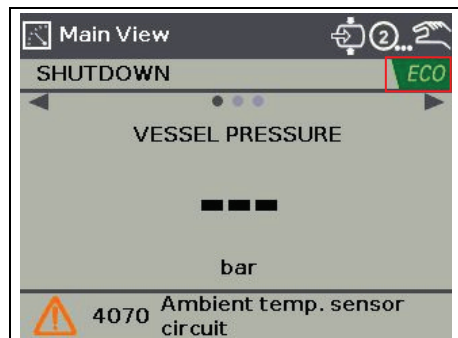 Main View 2...
SHUTDOWN ECO
VESSEL PRESSURE
---
bar
4070 Ambient temp. sensor
circuit